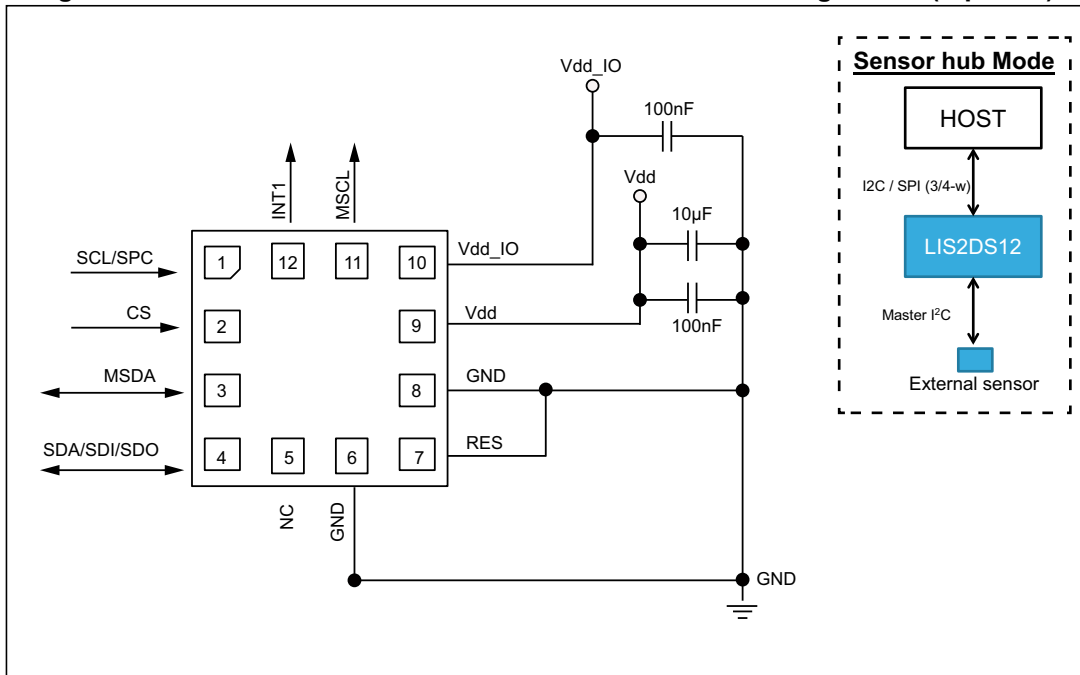 Vdd_IO
100nF
Vdd
10µF
100nF
INT1
MSCL
SCL/SPC
1
12
11
10
Vdd_IO
CS
2
9
Vdd
MSDA
3
8
GND
SDA/SDI/SDO
4
5
6
7
RES
NC
GND
GND
Sensor hub Mode
HOST
I2C / SPI (3/4-w)
LIS2DS12
Master I²C
External sensor